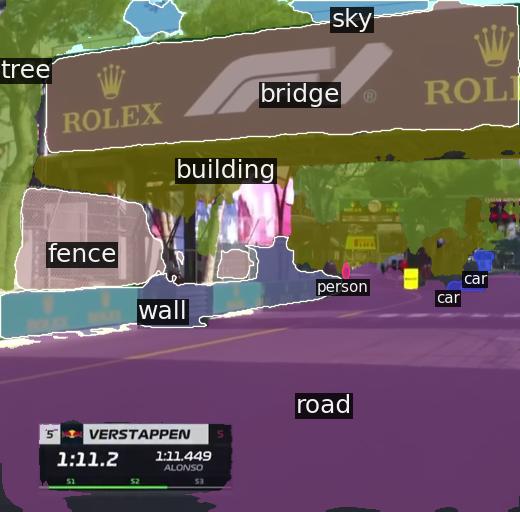 sky
tree
ROLEX
bridge
ROLE
building
fence
wall
person
car
car
road
5 VERSTAPPEN 5
1:11.2 1:11.449
ALONSO
S1 S2 S3